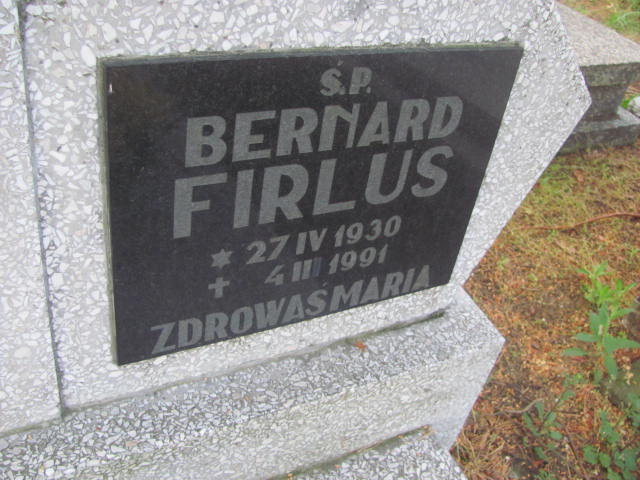 Ś.P.
BERNARD
FIRLUS
* 27 IV 1930
+ 4 III 1991
ZDROWAŚ MARIA